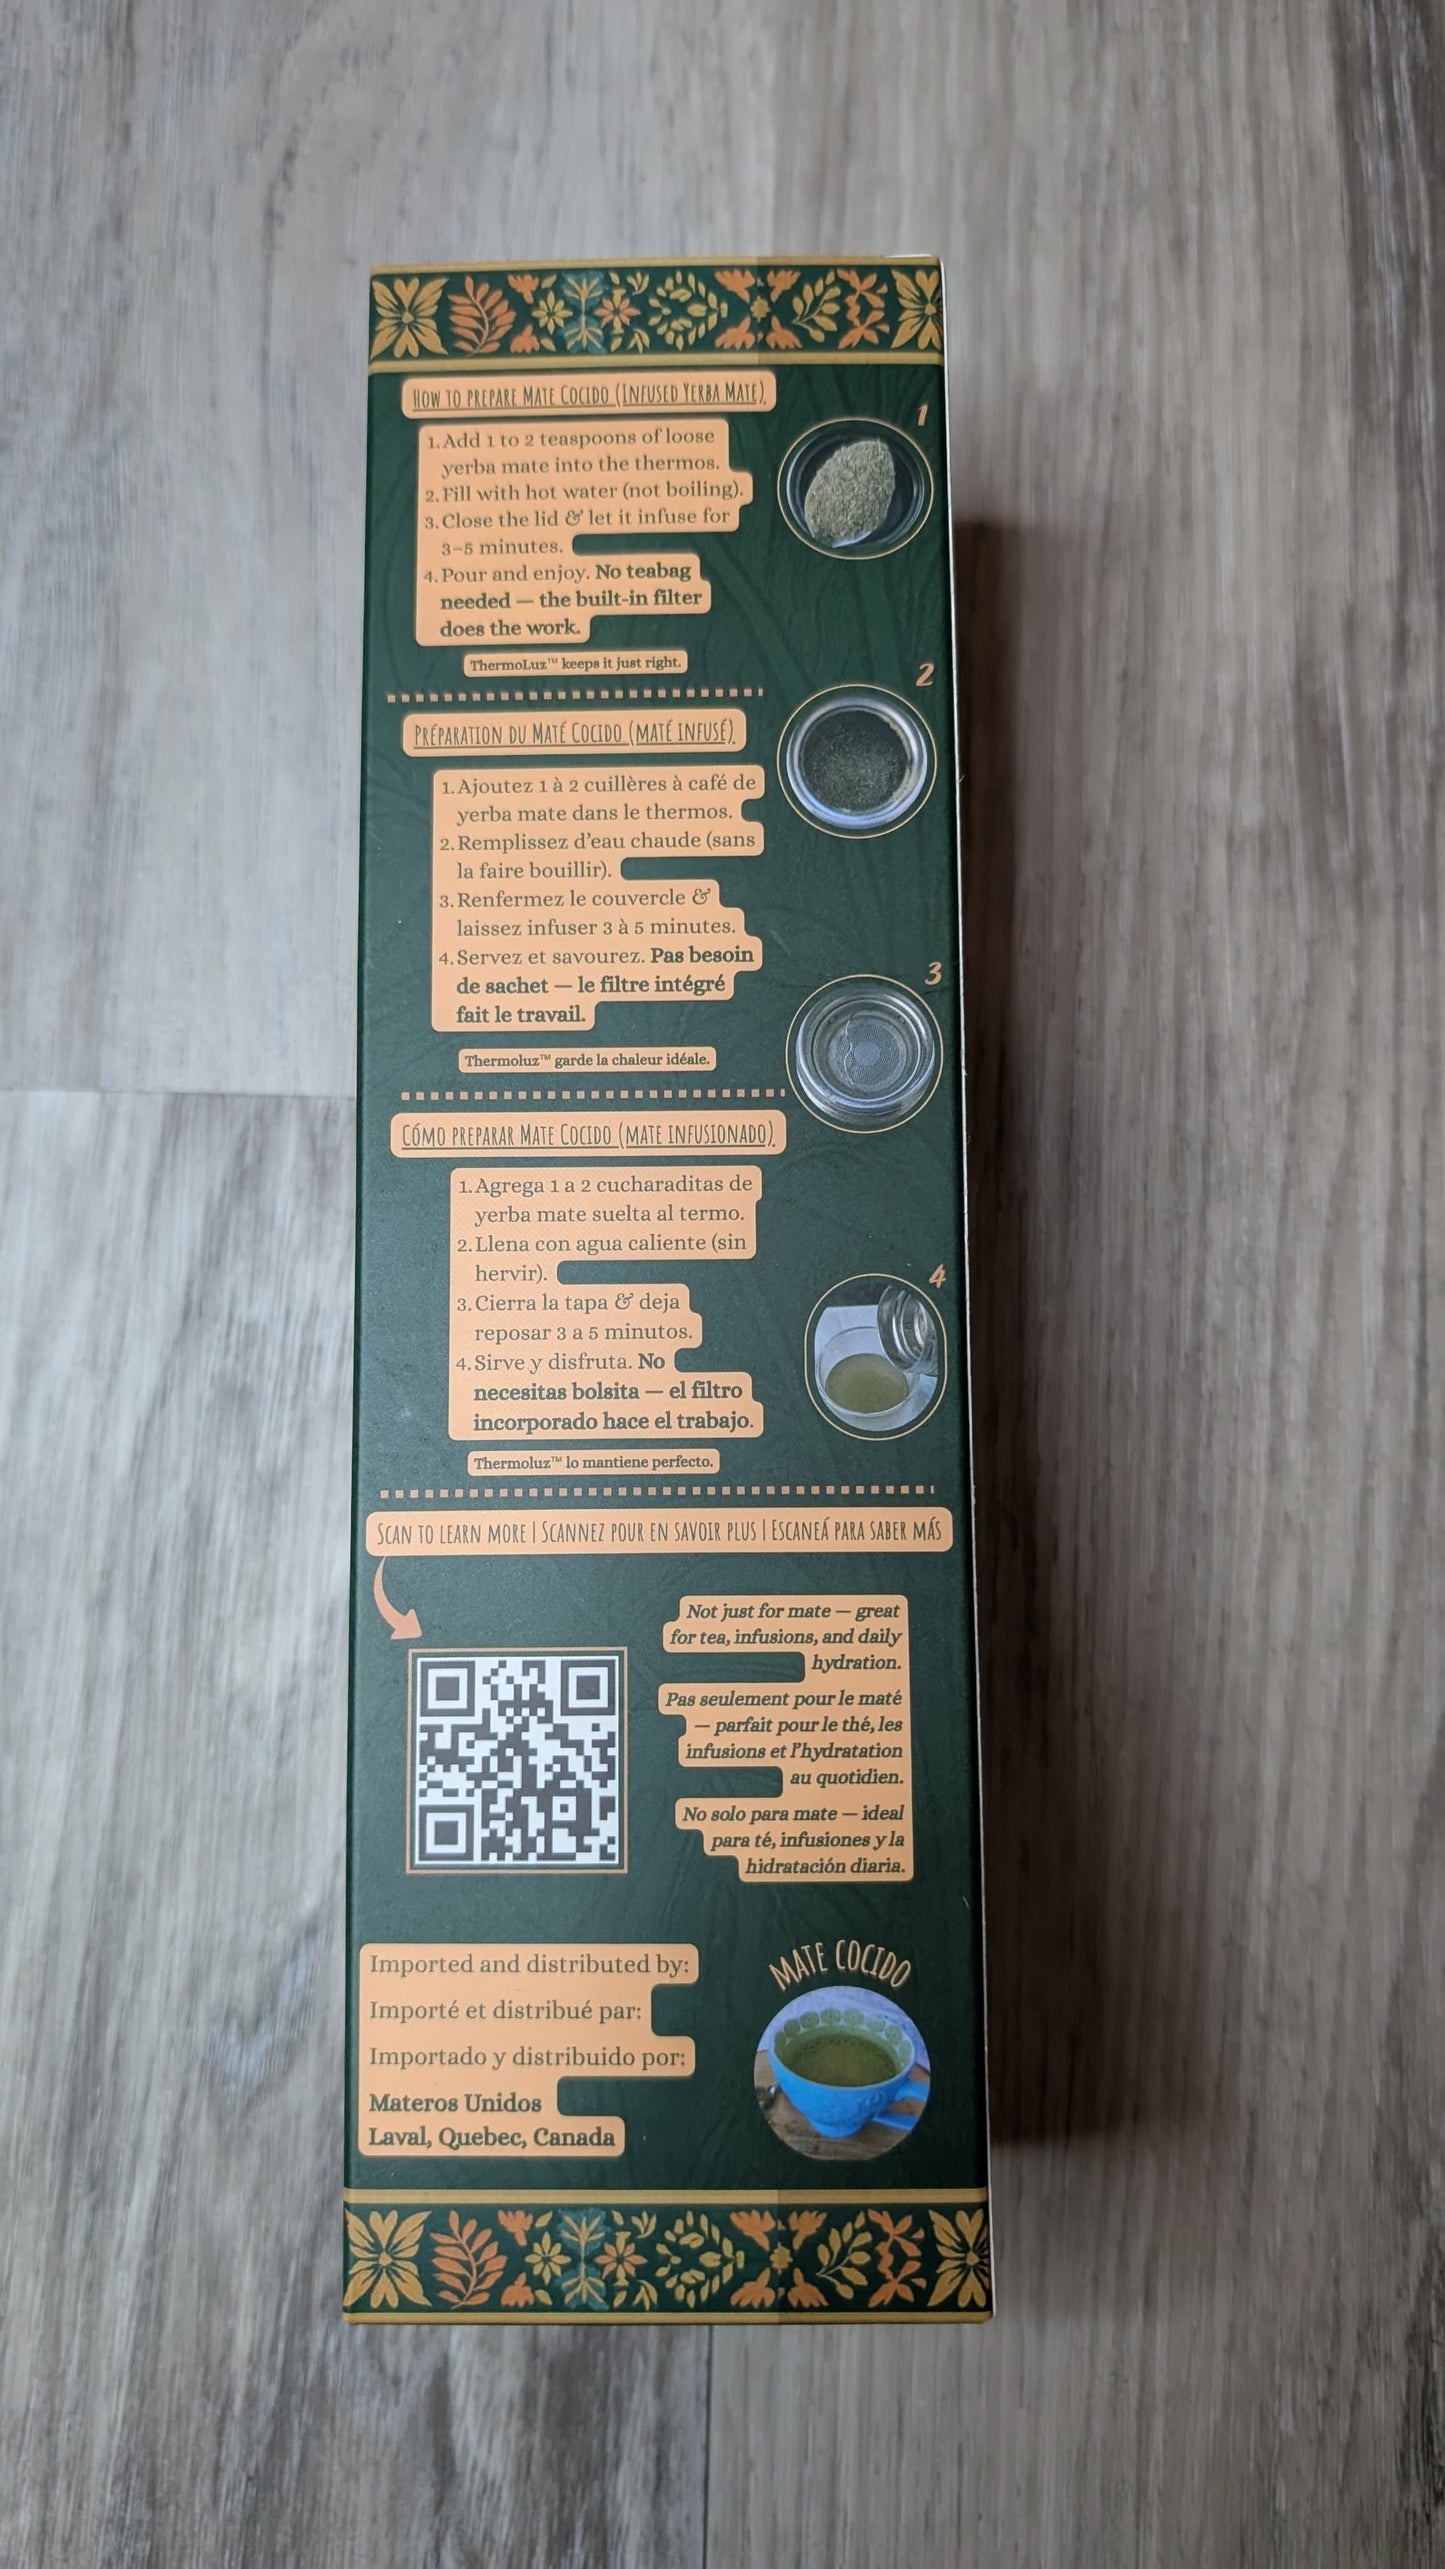 How to prepare Mate Cocido (Infused Yerba Mate)
1
1. Add 1 to 2 teaspoons of loose
yerba mate into the thermos.
2. Fill with hot water (not boiling).
3. Close the lid & let it infuse for
3–5 minutes.
4. Pour and enjoy. No teabag
needed — the built-in filter
does the work.
ThermoLuz™ keeps it just right.
2
Préparation du Maté Cocido (maté infusé)
1. Ajoutez 1 à 2 cuillères à café de
yerba mate dans le thermos.
2. Remplissez d’eau chaude (sans
la faire bouillir).
3. Renfermez le couvercle &
laissez infuser 3 à 5 minutes.
4. Servez et savourez. Pas besoin
de sachet — le filtre intégré
fait le travail.
3
Thermoluz™ garde la chaleur idéale.
Cómo preparar Mate Cocido (mate infusionado)
1. Agrega 1 a 2 cucharaditas de
yerba mate suelta al termo.
2. Llena con agua caliente (sin
hervir).
3. Cierra la tapa & deja
reposar 3 a 5 minutos.
4. Sirve y disfruta. No
necesitas bolsita — el filtro
incorporado hace el trabajo.
4
Thermoluz™ lo mantiene perfecto.
Scan to learn more | Scannez pour en savoir plus | Escaneá para saber más
Not just for mate — great
for tea, infusions, and daily
hydration.
Pas seulement pour le maté
— parfait pour le thé, les
infusions et l’hydratation
au quotidien.
No solo para mate — ideal
para té, infusiones y la
hidratación diaria.
Imported and distributed by:
Importé et distribué par:
Importado y distribuido por:
Materos Unidos
Laval, Quebec, Canada
Mate Cocido